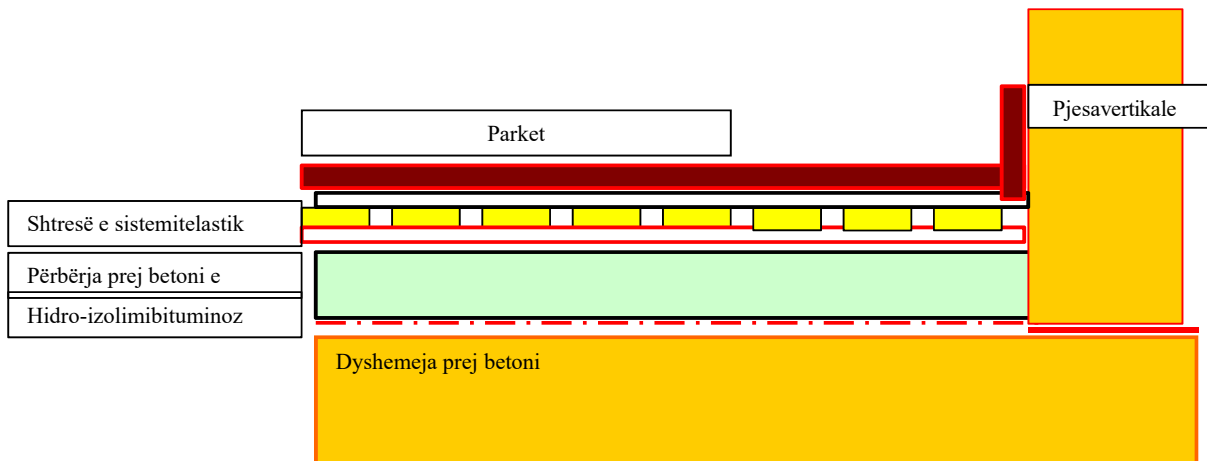 Pjesavertikale
Parket
Shtresë e sistemitelastik
Përbërja prej betoni e
Hidro-izolimibituminoz
Dyshemeja prej betoni